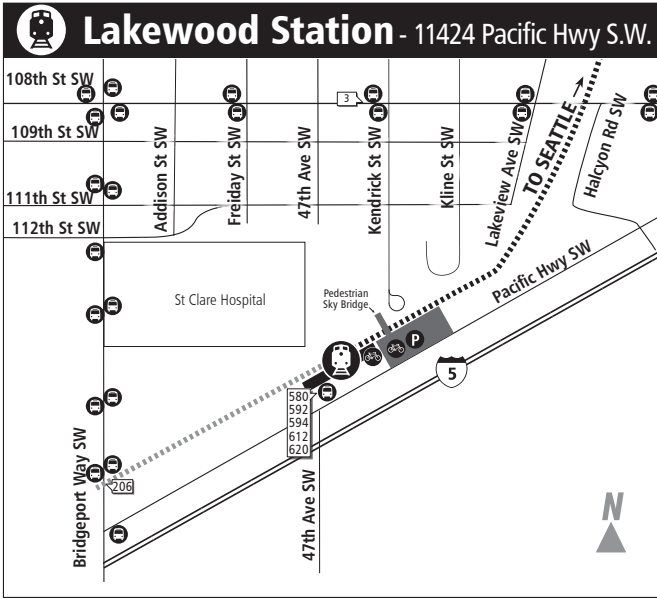 Lakewood Station - 11424 Pacific Hwy S.W.
108th St SW
3
109th St SW
Addison St SW
Freiday St SW
47th Ave SW
Kendrick St SW
Kline St SW
Lakeview Ave SW
TO SEATTLE
Halcyon Rd SW
111th St SW
112th St SW
St Clare Hospital
Pedestrian
Sky Bridge
Pacific Hwy SW
P
5
580
592
594
612
620
Bridgeport Way SW
206
47th Ave SW
N